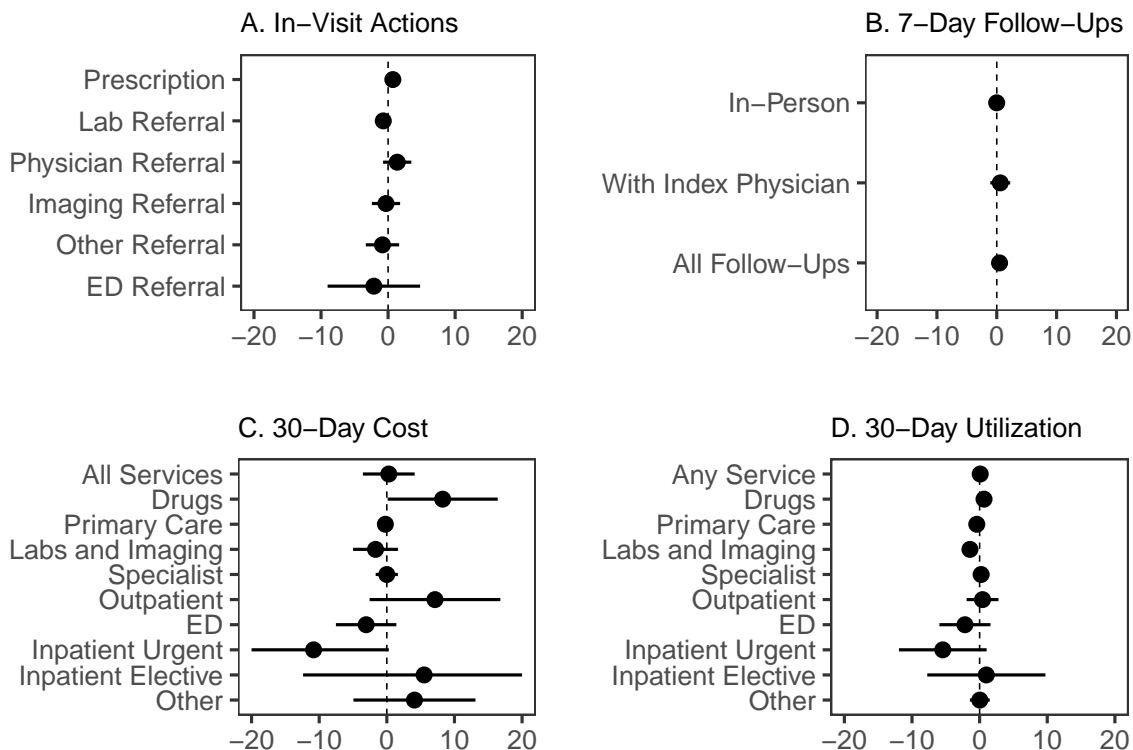 A. In−Visit Actions
Prescription
Lab Referral
Physician Referral
Imaging Referral
Other Referral
ED Referral
−20 −10 0 10 20
B. 7−Day Follow−Ups
In−Person
With Index Physician
All Follow−Ups
−20 −10 0 10 20
C. 30−Day Cost
All Services
Drugs
Primary Care
Labs and Imaging
Specialist
Outpatient
ED
Inpatient Urgent
Inpatient Elective
Other
−20 −10 0 10 20
D. 30−Day Utilization
Any Service
Drugs
Primary Care
Labs and Imaging
Specialist
Outpatient
ED
Inpatient Urgent
Inpatient Elective
Other
−20 −10 0 10 20